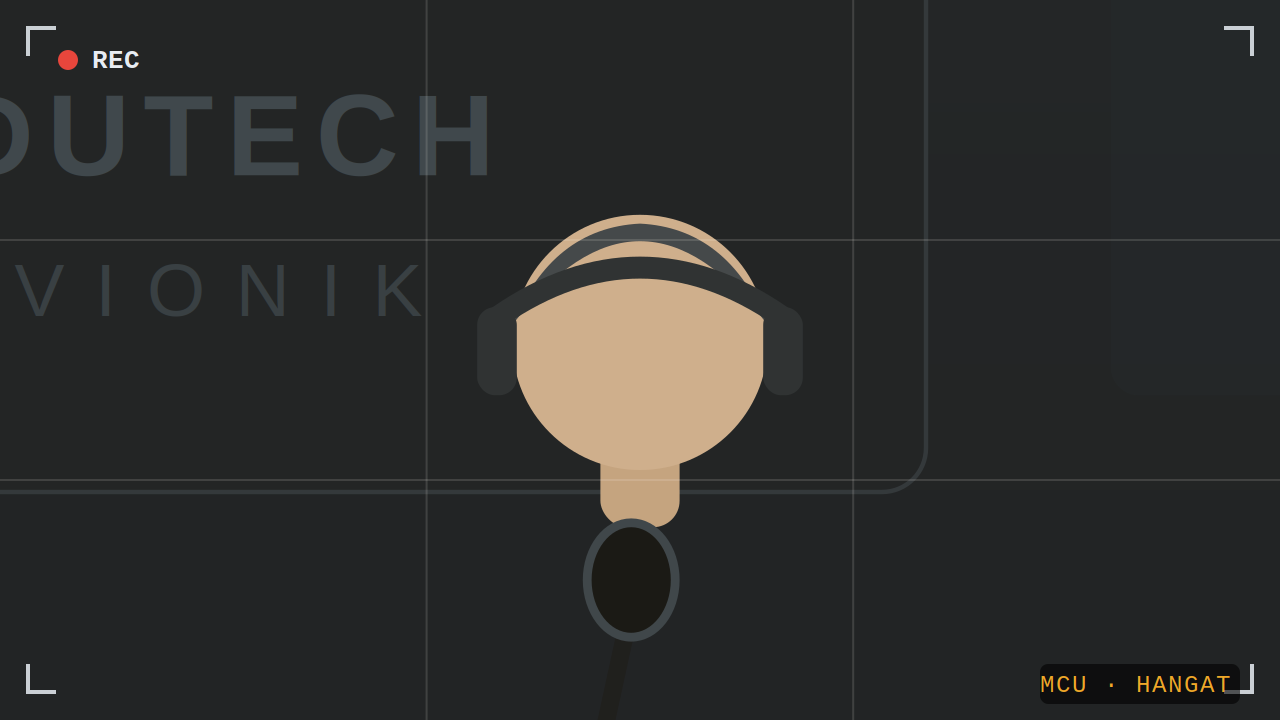 REC
OUTECH
VIONIK
MCU · HANGAT